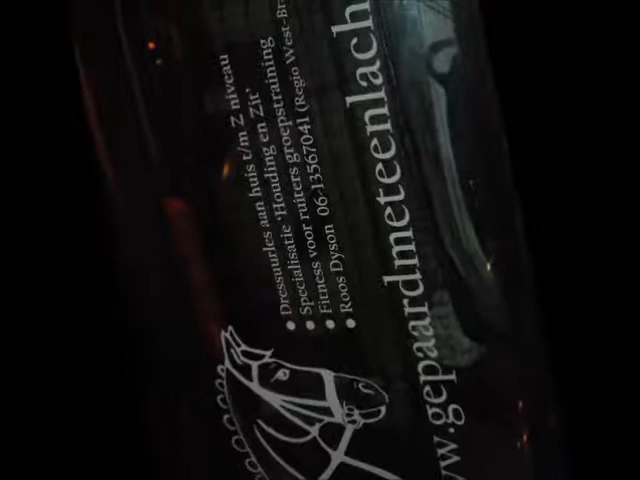 Dressuurles aan huis t/m Z niveau
Specialisatie 'Houding en Zit'
Fitness voor ruiters groepstraining
Roos Dyson 06-13567041 (Regio West-Br
w.gepaardmeteenlach